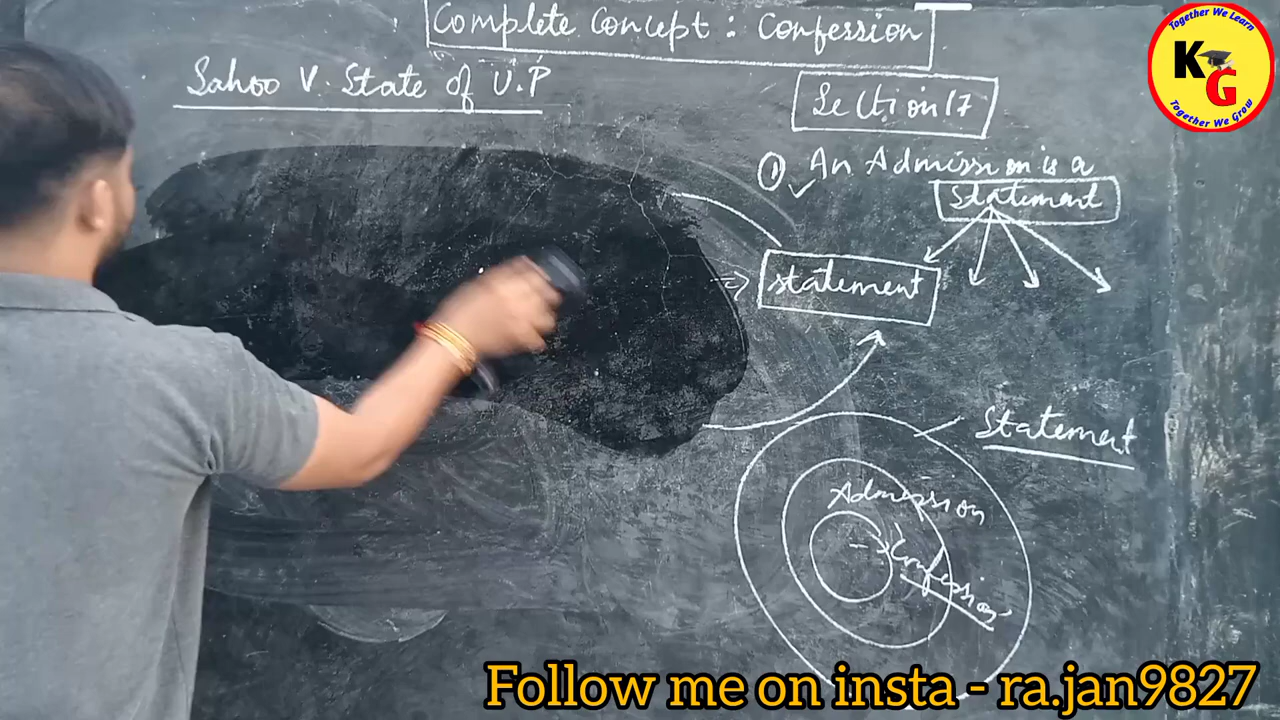 Complete Concept : Confession
Sahoo V. State of U.P
Section 17
① An Admission is a
Statement
statement
Statement
Admission
Confession
Together We Learn
KG
Together We Grow
Follow me on insta - ra.jan9827